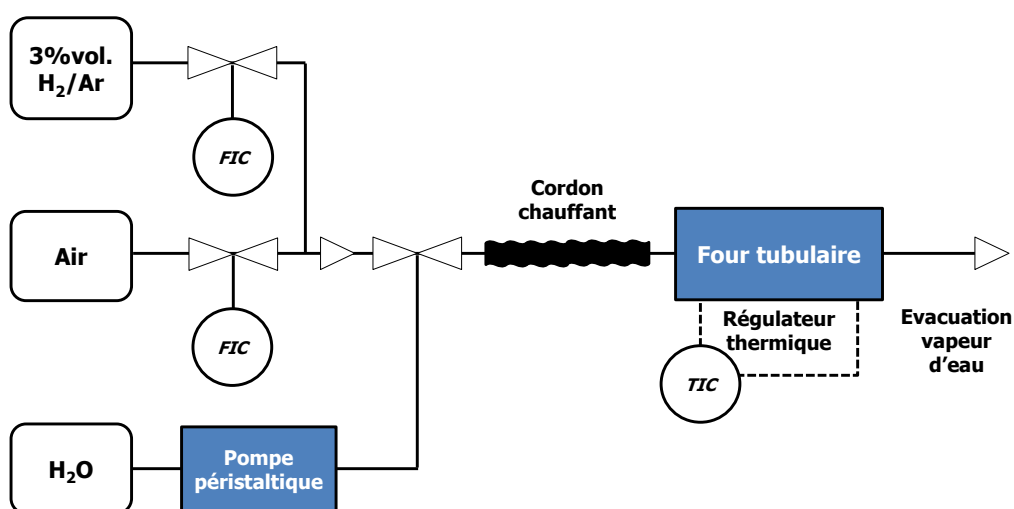 3%vol.
H₂/Ar
FIC
Cordon
chauffant
Air
Four tubulaire
FIC
Régulateur
thermique
Evacuation
vapeur
d'eau
TIC
H₂O
Pompe
péristaltique